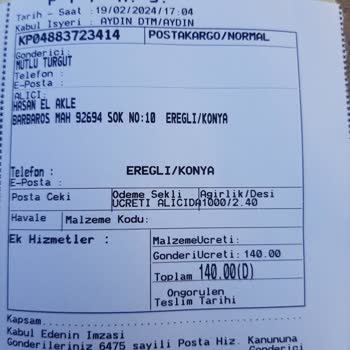 Tarih - Saat :19/02/2024/17:04
Kabul Isyeri : AYDIN DTM/AYDIN
KP04883723414 POSTAKARGO/NORMAL
Gonderici:
MUTLU TURGUT
Telefon :
E-Posta :
ALICI:
HASAN EL AKLE
BARBAROS MAH 92694 SOK NO:10 EREGLI/KONYA
Telefon : EREGLI/KONYA
E-Posta :
Posta Ceki Odeme Sekli Agirlik/Desi
UCRETI ALICIDA 1000/2.40
Havale Malzeme Kodu:
Ek Hizmetler : MalzemeUcreti:
GonderiUcreti: 140.00
Toplam 140.00(D)
Ongorulen
Teslim Tarihi
Kapsam
Kabul Edenin Imzasi
Gonderileriniz 6475 sayili Posta Hiz. Kanununa
Gonderici